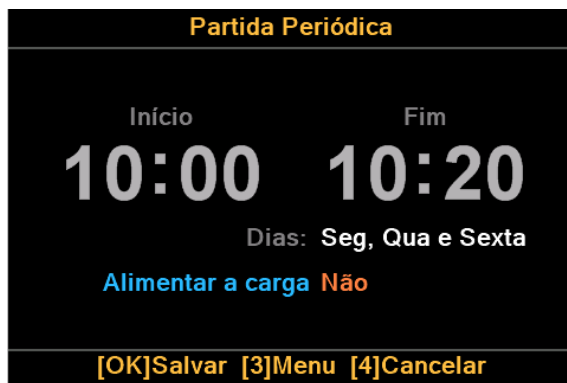 Partida Periódica
Início Fim
10:00 10:20
Dias: Seg, Qua e Sexta
Alimentar a carga Não
[OK]Salvar [3]Menu [4]Cancelar